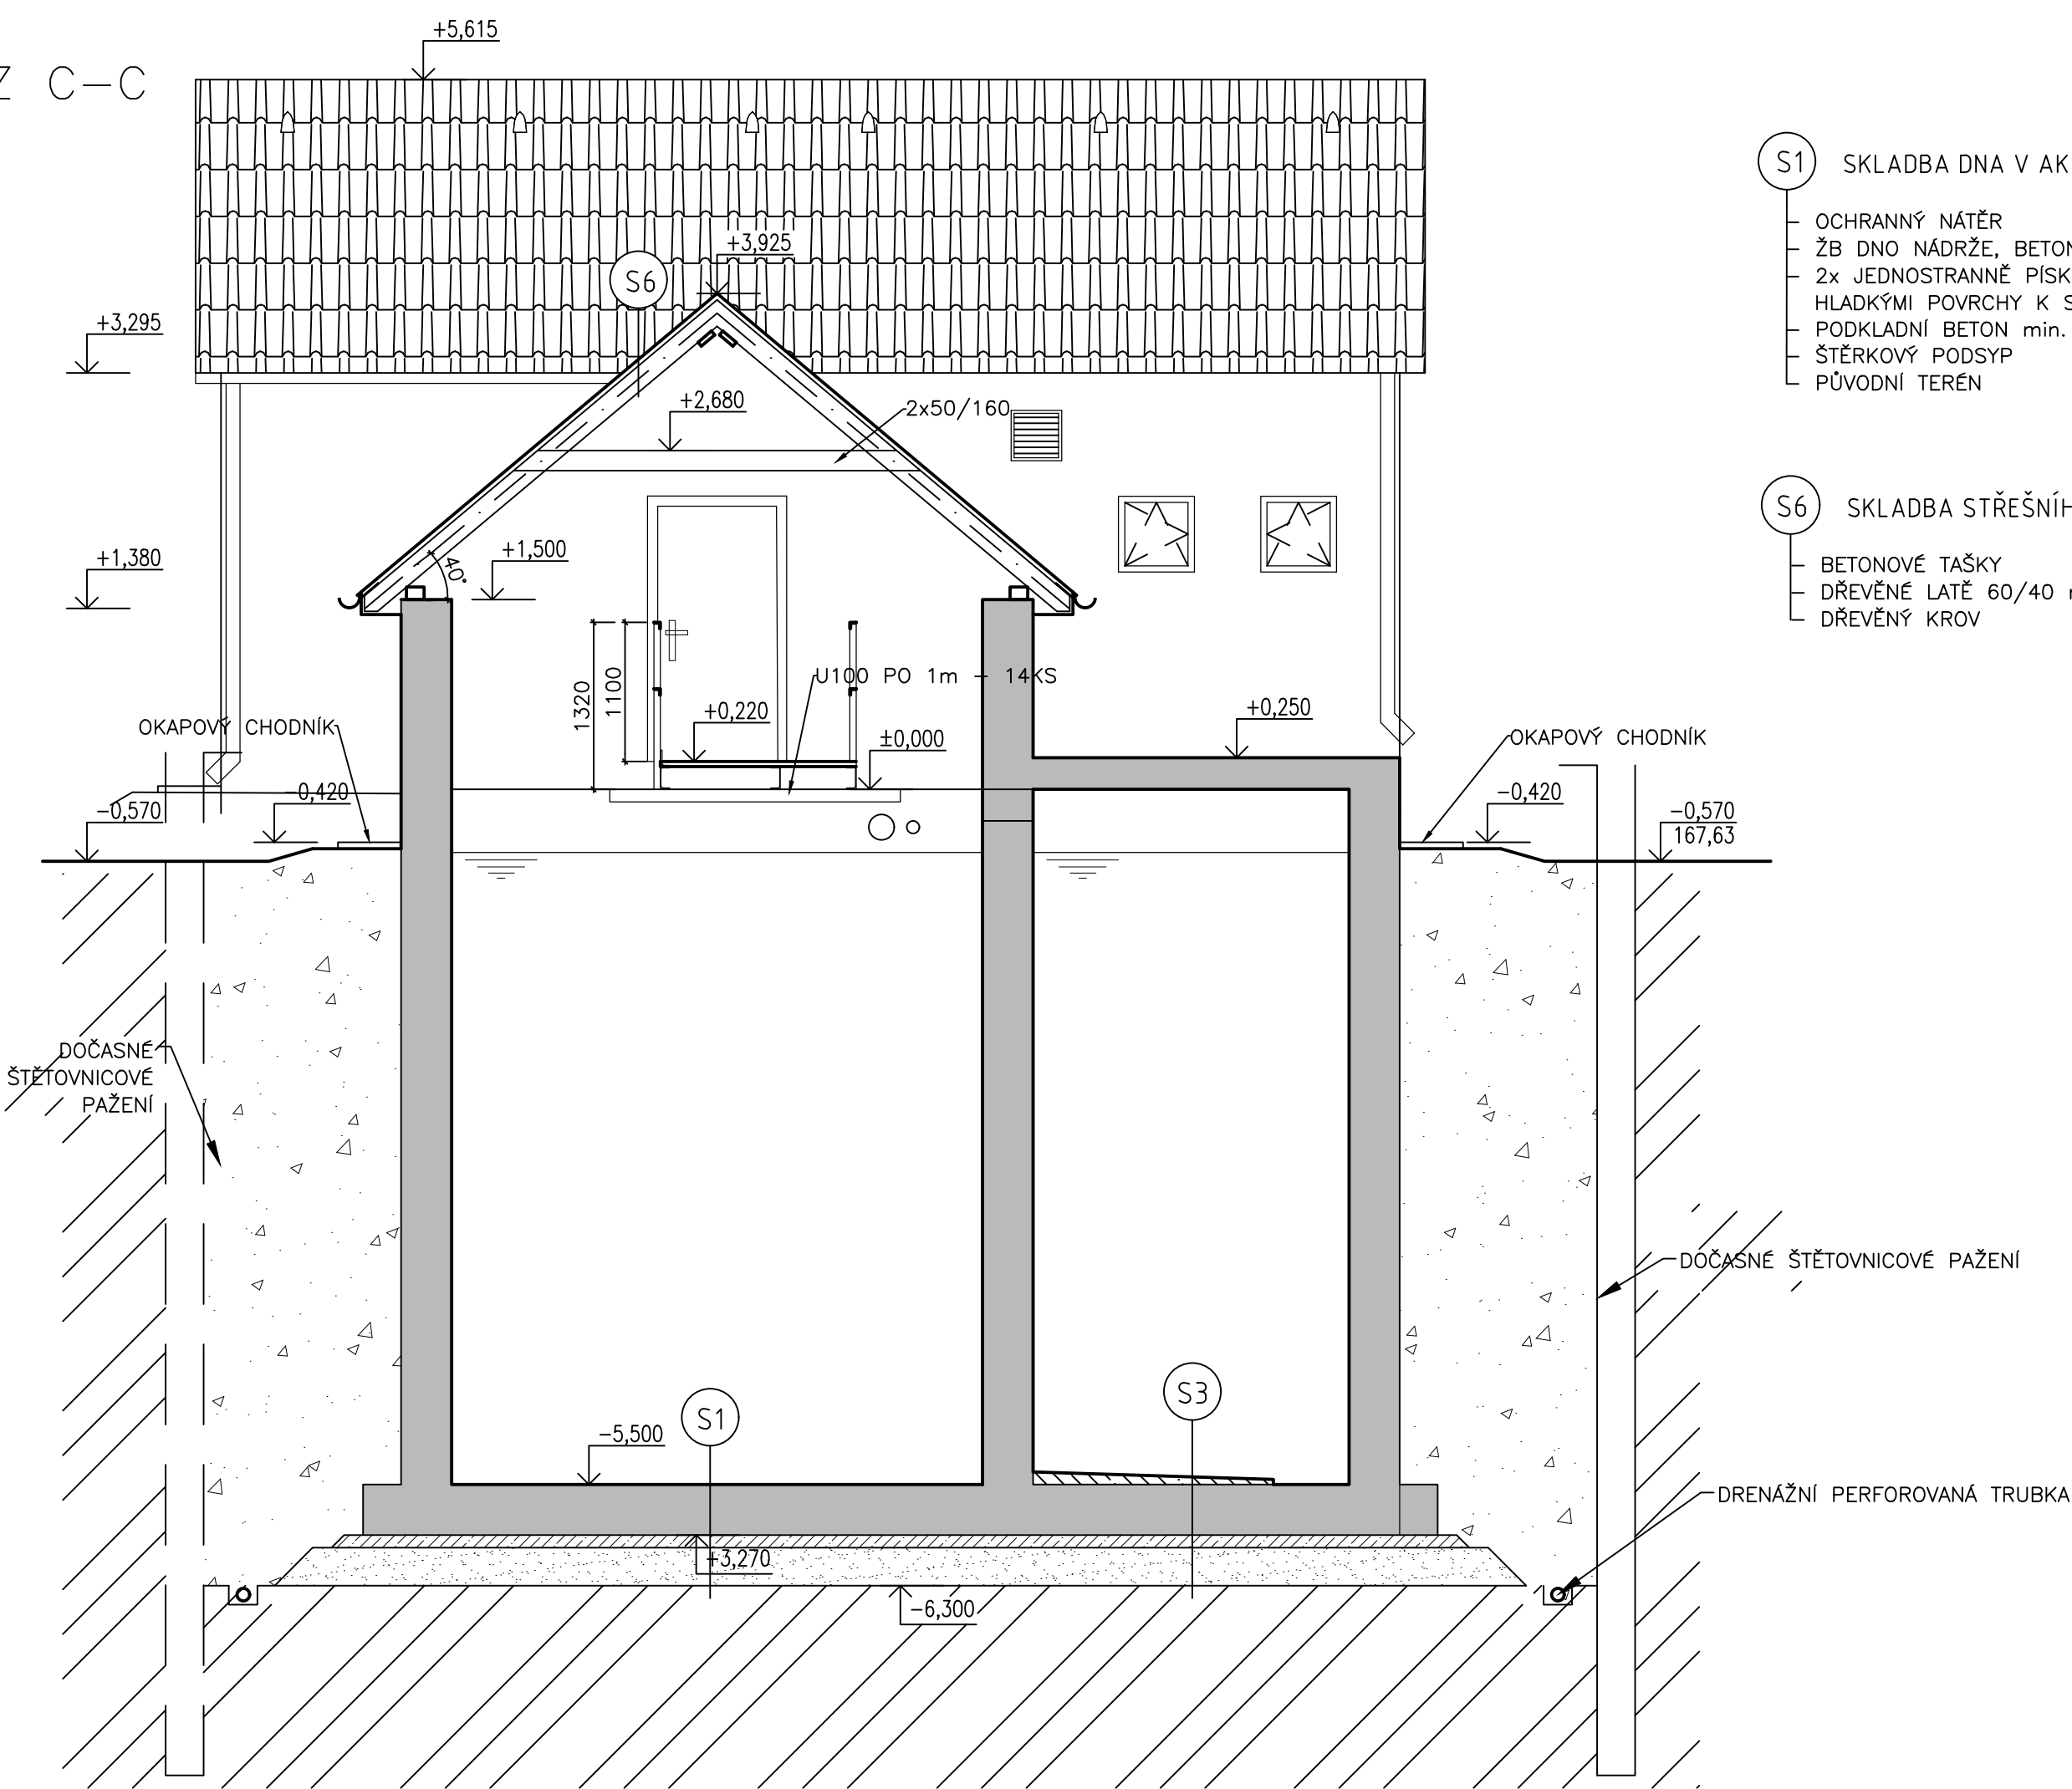 Z C–C
+5,615
S1 SKLADBA DNA V AK
OCHRANNÝ NÁTĚR
ŽB DNO NÁDRŽE, BETON
2x JEDNOSTRANNĚ PÍSK
HLADKÝMI POVRCHY K S
PODKLADNÍ BETON min.
ŠTĚRKOVÝ PODSYP
PŮVODNÍ TERÉN
+3,925
S6
+3,295
+2,680
2x50/160
S6 SKLADBA STŘEŠNÍH
BETONOVÉ TAŠKY
DŘEVĚNÉ LATĚ 60/40
DŘEVĚNÝ KROV
+1,380
40°
+1,500
1320
1100
U100 PO 1m – 14KS
+0,220
±0,000
+0,250
OKAPOVÝ CHODNÍK
OKAPOVÝ CHODNÍK
-0,420
-0,570
-0,420
-0,570
167,63
DOČASNÉ
ŠTĚTOVNICOVÉ
PAŽENÍ
DOČASNÉ ŠTĚTOVNICOVÉ PAŽENÍ
S1
S3
-5,500
DRENÁŽNÍ PERFOROVANÁ TRUBKA
+3,270
-6,300